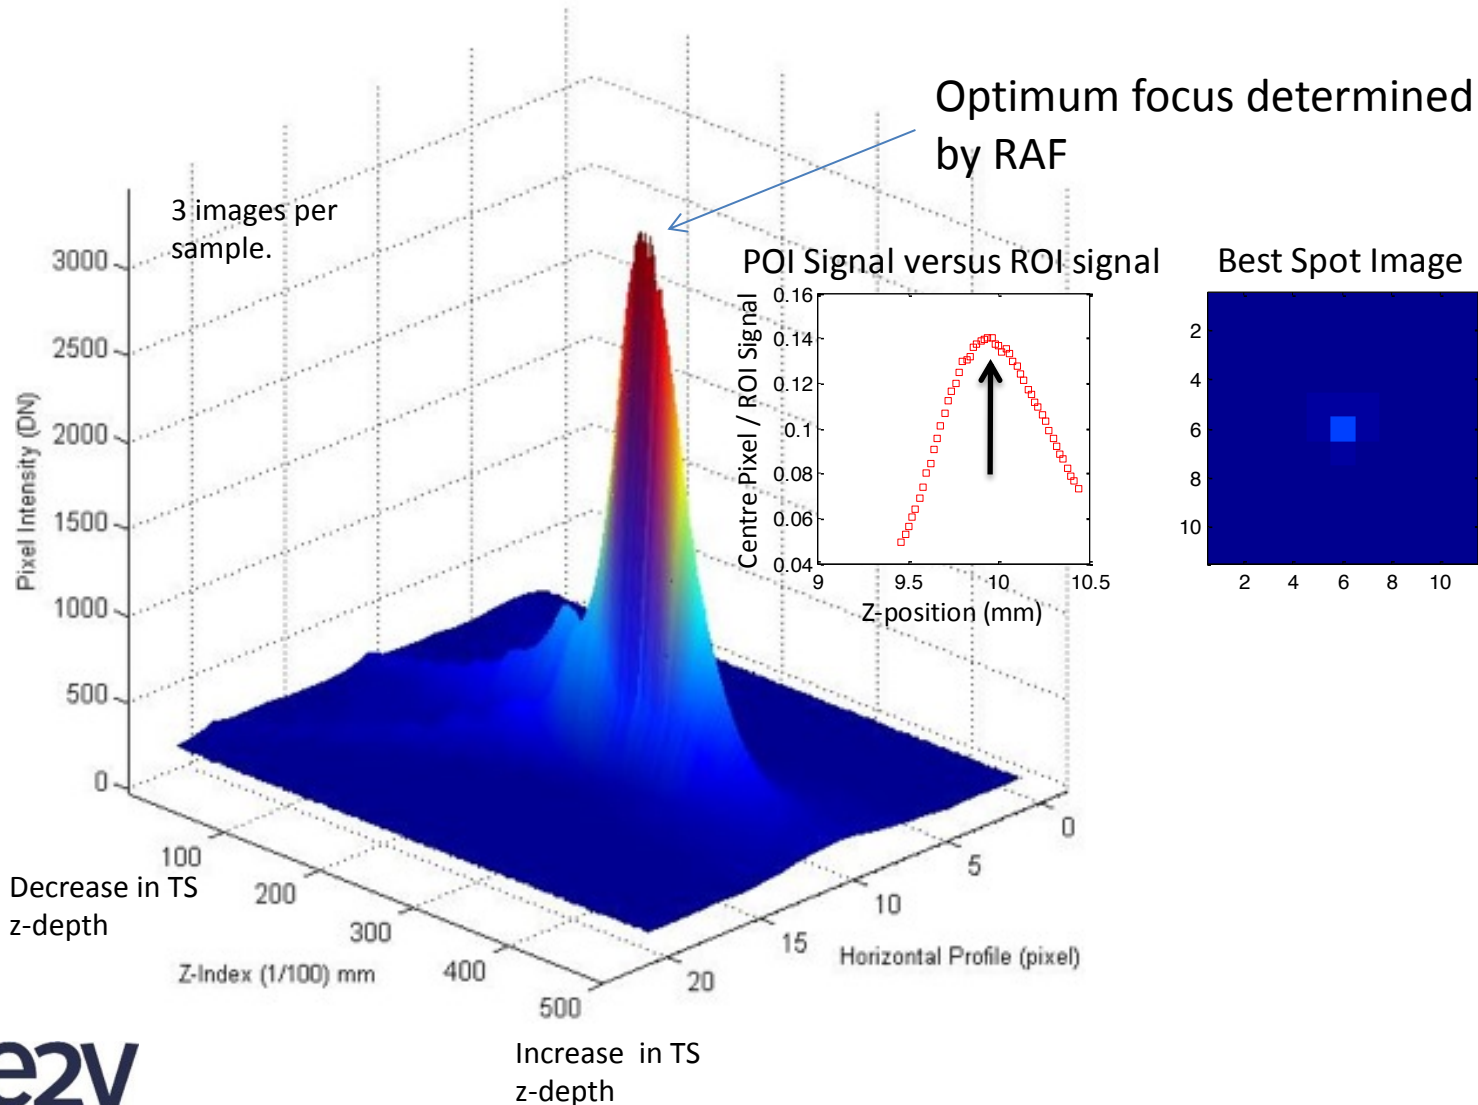 Optimum focus determined
by RAF
3 images per
sample.
POI Signal versus ROI signal
Best Spot Image
Pixel Intensity (DN)
3000
2500
2000
1500
1000
500
0
Centre Pixel / ROI Signal
0.16
0.14
0.12
0.1
0.08
0.06
0.04
9
9.5
10
10.5
Z-position (mm)
2
4
6
8
10
2
4
6
8
10
100
200
300
400
500
Z-Index (1/100) mm
0
5
10
15
20
Horizontal Profile (pixel)
Decrease in TS
z-depth
Increase in TS
z-depth
e2v